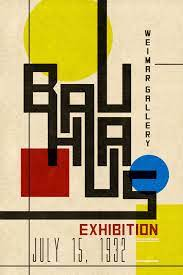 WEIMAR GALLERY
BAUHAUS
EXHIBITION
JULY 15, 1932